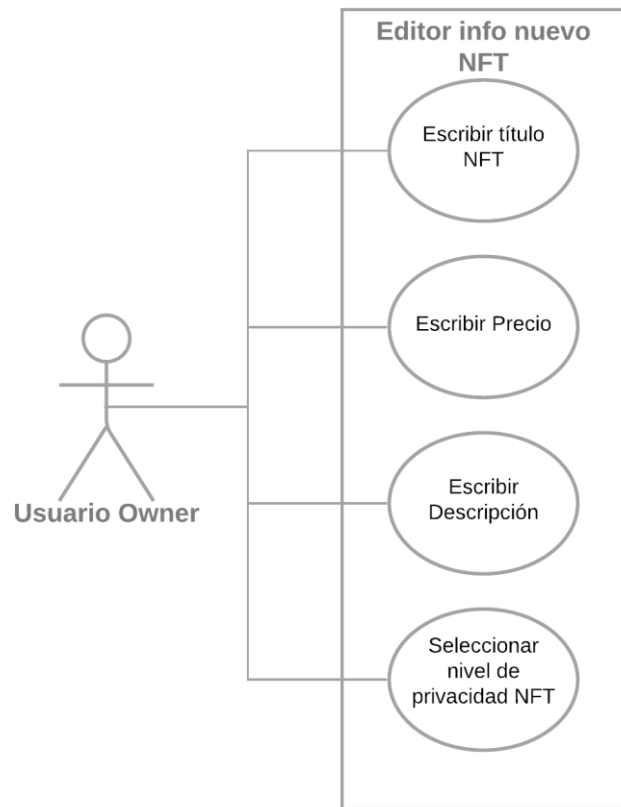 Editor info nuevo
NFT
Escribir título
NFT
Escribir Precio
Usuario Owner
Escribir
Descripción
Seleccionar
nivel de
privacidad NFT